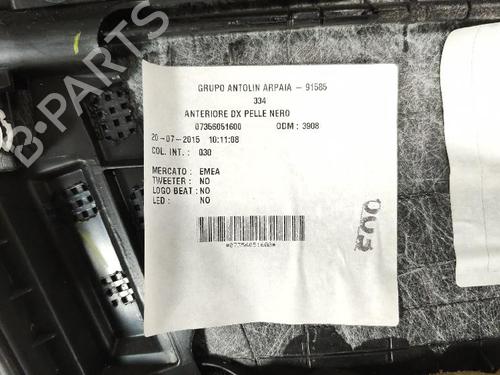 B-PARTS
GRUPO ANTOLIN ARPAIA - 91585
334
ANTERIORE DX PELLE NERO
07356051600 ODM : 3908
20-07-2015 10:11:08
COL. INT. : 030
MERCATO : EMEA
TWEETER : NO
LOGO BEAT : NO
LED : NO
*07356051600*